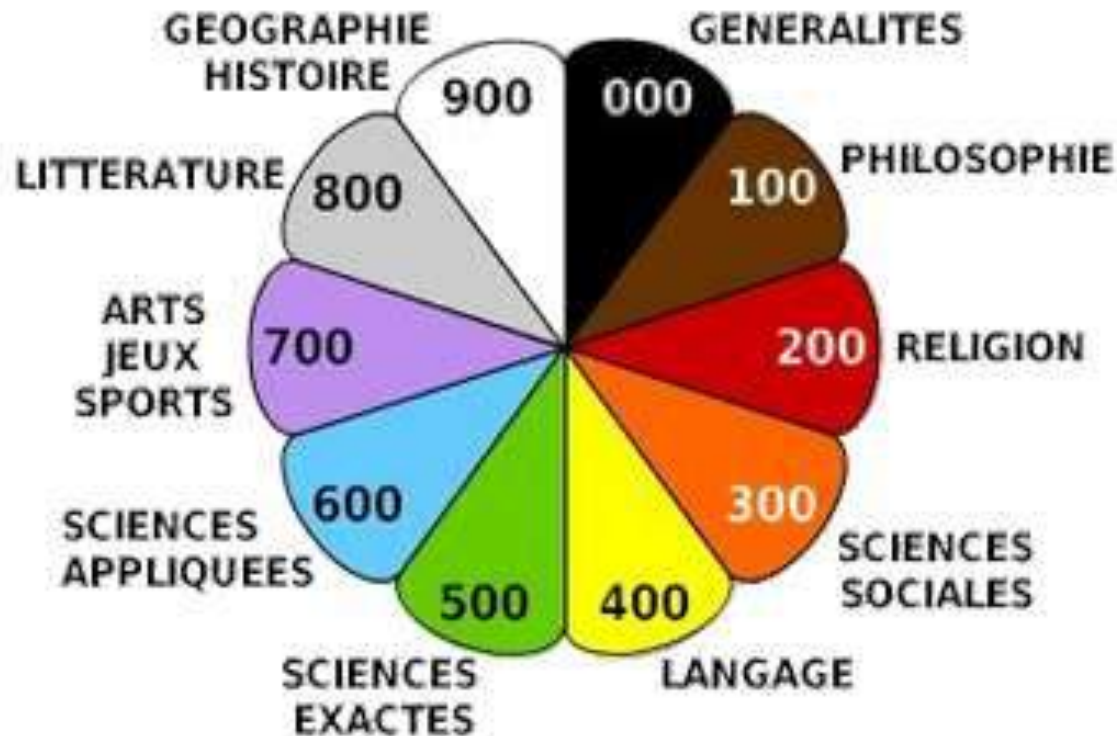 GENERALITES
000
PHILOSOPHIE
100
RELIGION
200
SCIENCES
SOCIALES
300
LANGAGE
400
SCIENCES
EXACTES
500
SCIENCES
APPLIQUEES
600
ARTS
JEUX
SPORTS
700
LITTERATURE
800
GEOGRAPHIE
HISTOIRE
900